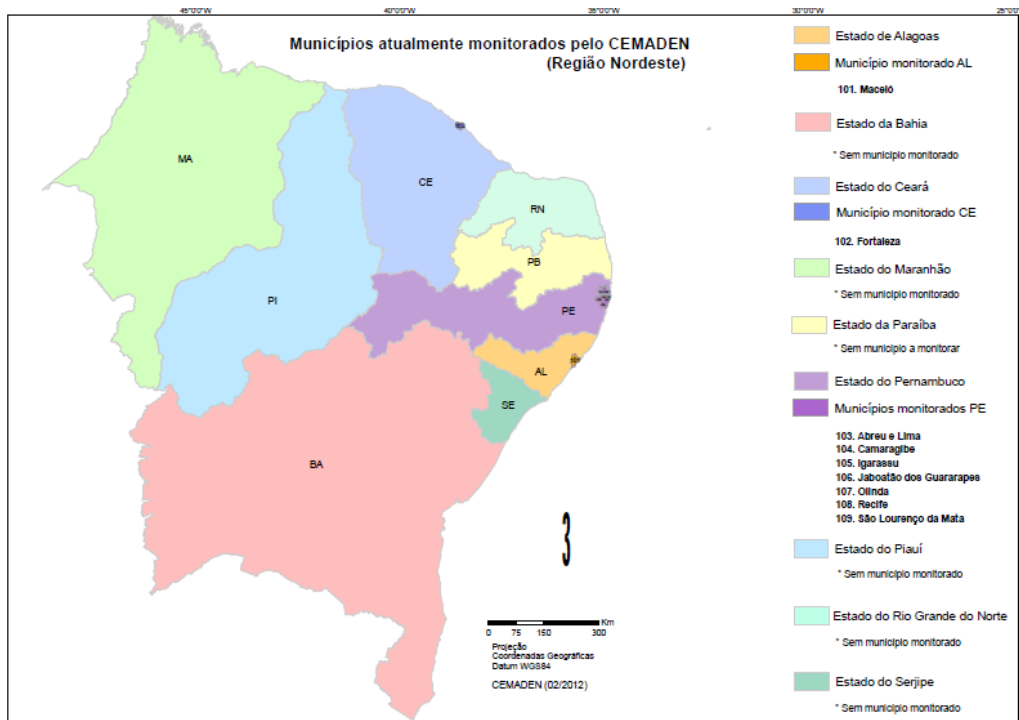 45°0'0"W 40°0'0"W 35°0'0"W 30°0'0"W 25°0'0"
Municípios atualmente monitorados pelo CEMADEN
(Região Nordeste)
MA
CE
RN
PB
PI
PE
AL
SE
BA
3
0 75 150 300 Km
Projeção
Coordenadas Geográficas
Datum WGS84
CEMADEN (02/2012)
Estado de Alagoas
Município monitorado AL
101. Maceió
Estado da Bahia
* Sem município monitorado
Estado do Ceará
Município monitorado CE
102. Fortaleza
Estado do Maranhão
* Sem município monitorado
Estado da Paraíba
* Sem município a monitorar
Estado do Pernambuco
Municípios monitorados PE
103. Abreu e Lima
104. Camaragibe
105. Igarassu
106. Jaboatão dos Guararapes
107. Olinda
108. Recife
109. São Lourenço da Mata
Estado do Piauí
* Sem município monitorado
Estado do Rio Grande do Norte
* Sem município monitorado
Estado do Serjipe
* Sem município monitorado